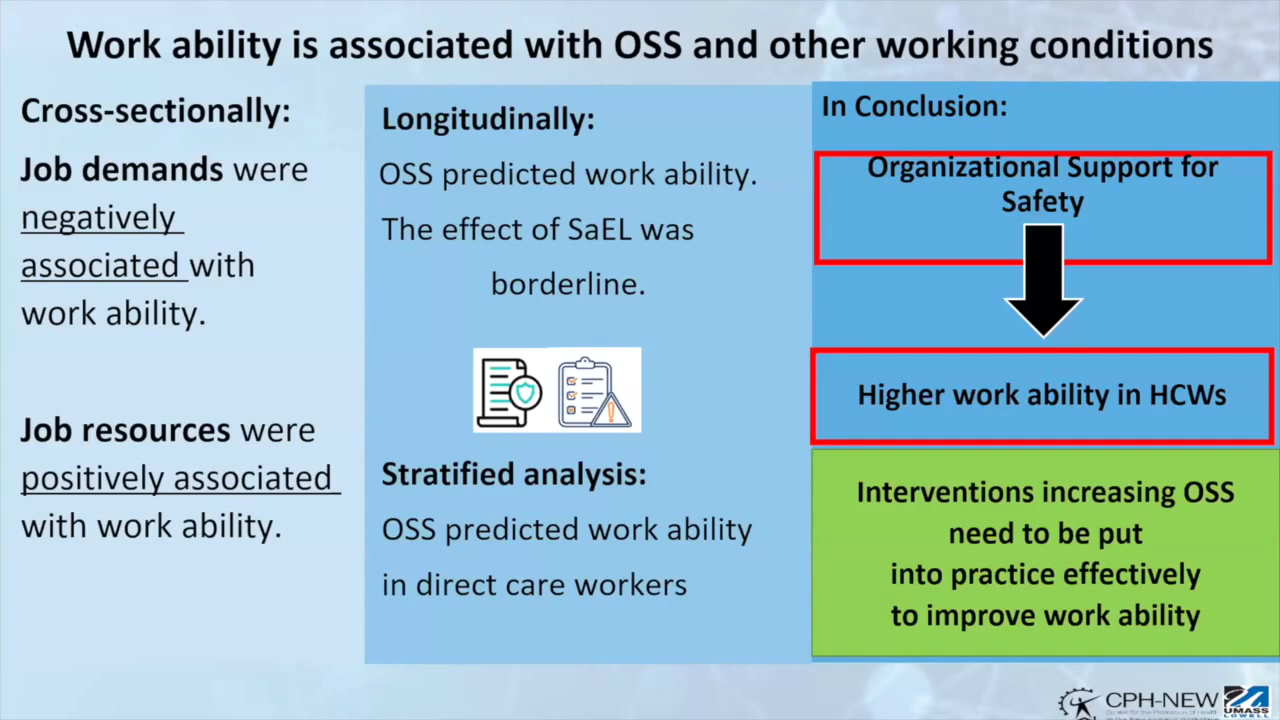 Work ability is associated with OSS and other working conditions
Cross-sectionally:
Job demands were
negatively
associated with
work ability.
Job resources were
positively associated
with work ability.
Longitudinally:
OSS predicted work ability.
The effect of SaEL was
borderline.
Stratified analysis:
OSS predicted work ability
in direct care workers
In Conclusion:
Organizational Support for
Safety
Higher work ability in HCWs
Interventions increasing OSS
need to be put
into practice effectively
to improve work ability
CPH-NEW
UMASS
LOWELL